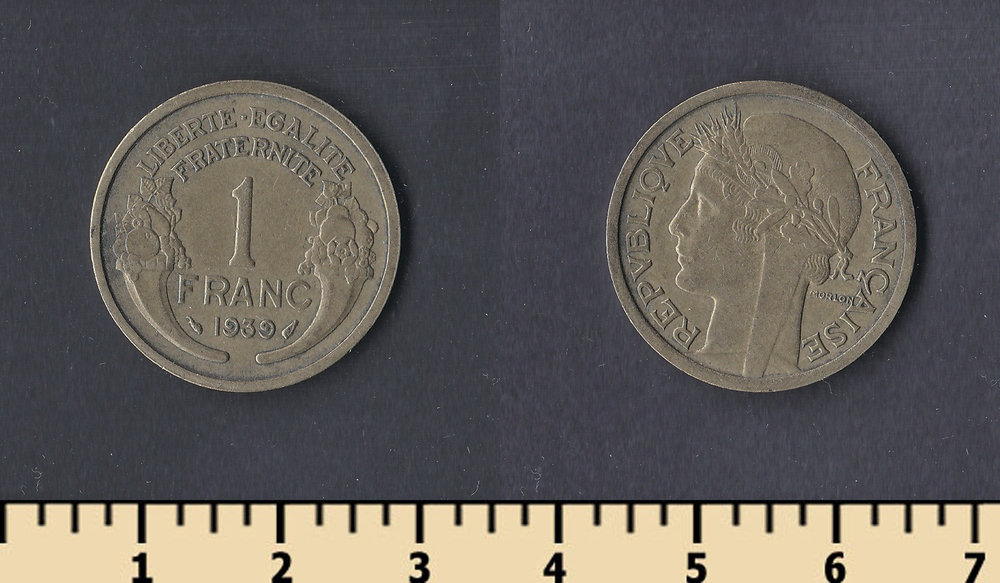 LIBERTE-EGALITE
FRATERNITE
1
FRANC
1939
REPVBLIQVE FRANÇAISE
MORLON
1 2 3 4 5 6 7